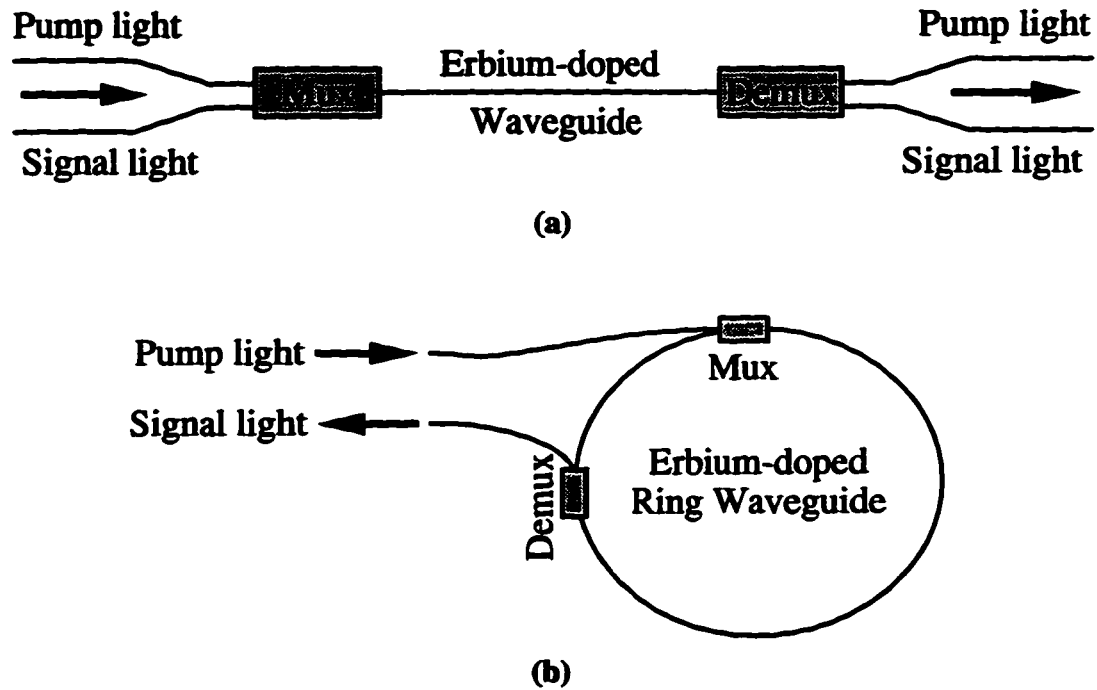 Pump light
Pump light
Mux
Erbium-doped
Waveguide
Demux
Signal light
Signal light
(a)
Pump light
Mux
Signal light
Demux
Erbium-doped
Ring Waveguide
(b)